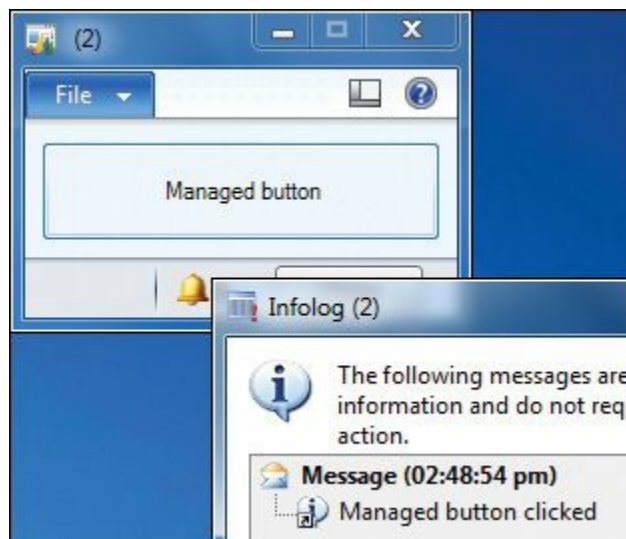 (2)
File
Managed button
Infolog (2)
The following messages are
information and do not req
action.
Message (02:48:54 pm)
Managed button clicked